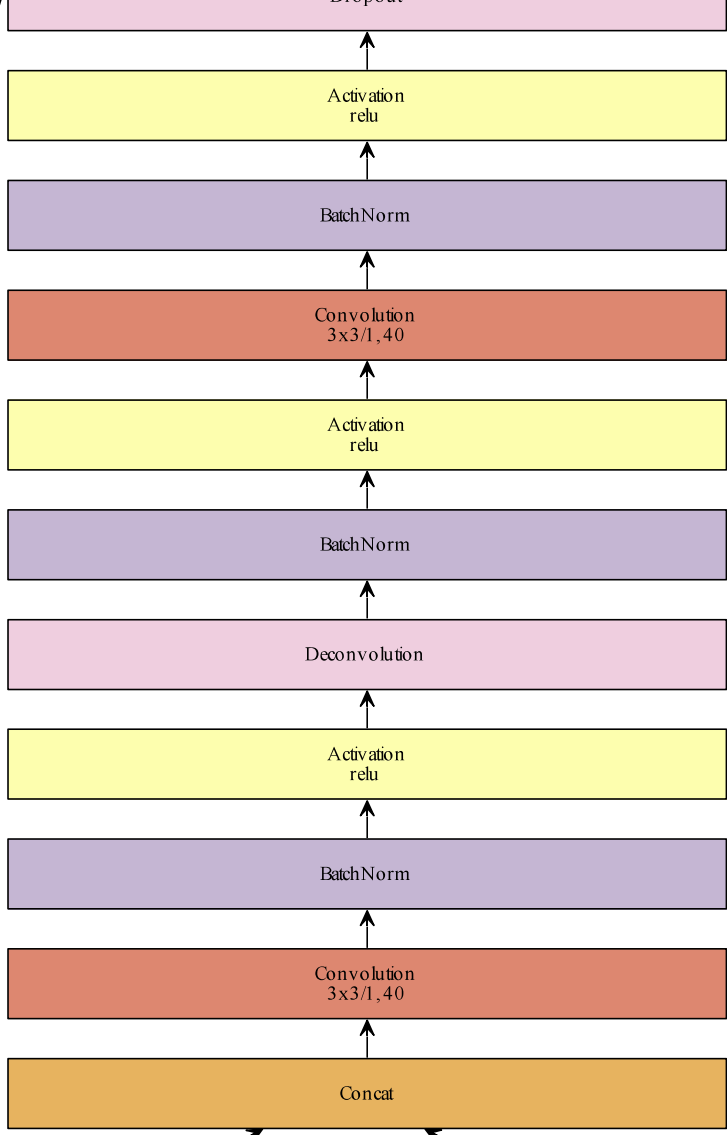 Dropout
Activation
relu
BatchNorm
Convolution
3x3/1, 40
Activation
relu
BatchNorm
Deconvolution
Activation
relu
BatchNorm
Convolution
3x3/1, 40
Concat